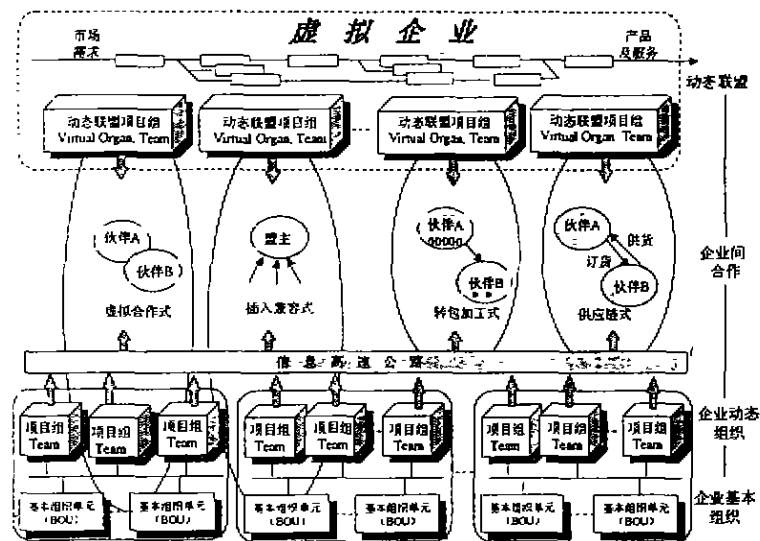 虚拟企业
市场
需求
产品
及服务
动态联盟
动态联盟项目组
Virtual Organ. Team
动态联盟项目组
Virtual Organ. Team
动态联盟项目组
Virtual Organ. Team
动态联盟项目组
Virtual Organ. Team
伙伴A
伙伴B
虚拟合作式
盟主
插入兼容式
伙伴A
伙伴B
转包加工式
伙伴A
供货
订货
伙伴B
供应链式
企业间
合作
信息高速公路
项目组
Team
项目组
Team
项目组
Team
项目组
Team
项目组
Team
项目组
Team
项目组
Team
项目组
Team
项目组
Team
企业动态
组织
基本组织单元
(BOU)
基本组织单元
(BOU)
基本组织单元
(BOU)
基本组织单元
(BOU)
基本组织单元
(BOU)
基本组织单元
(BOU)
企业基本
组织